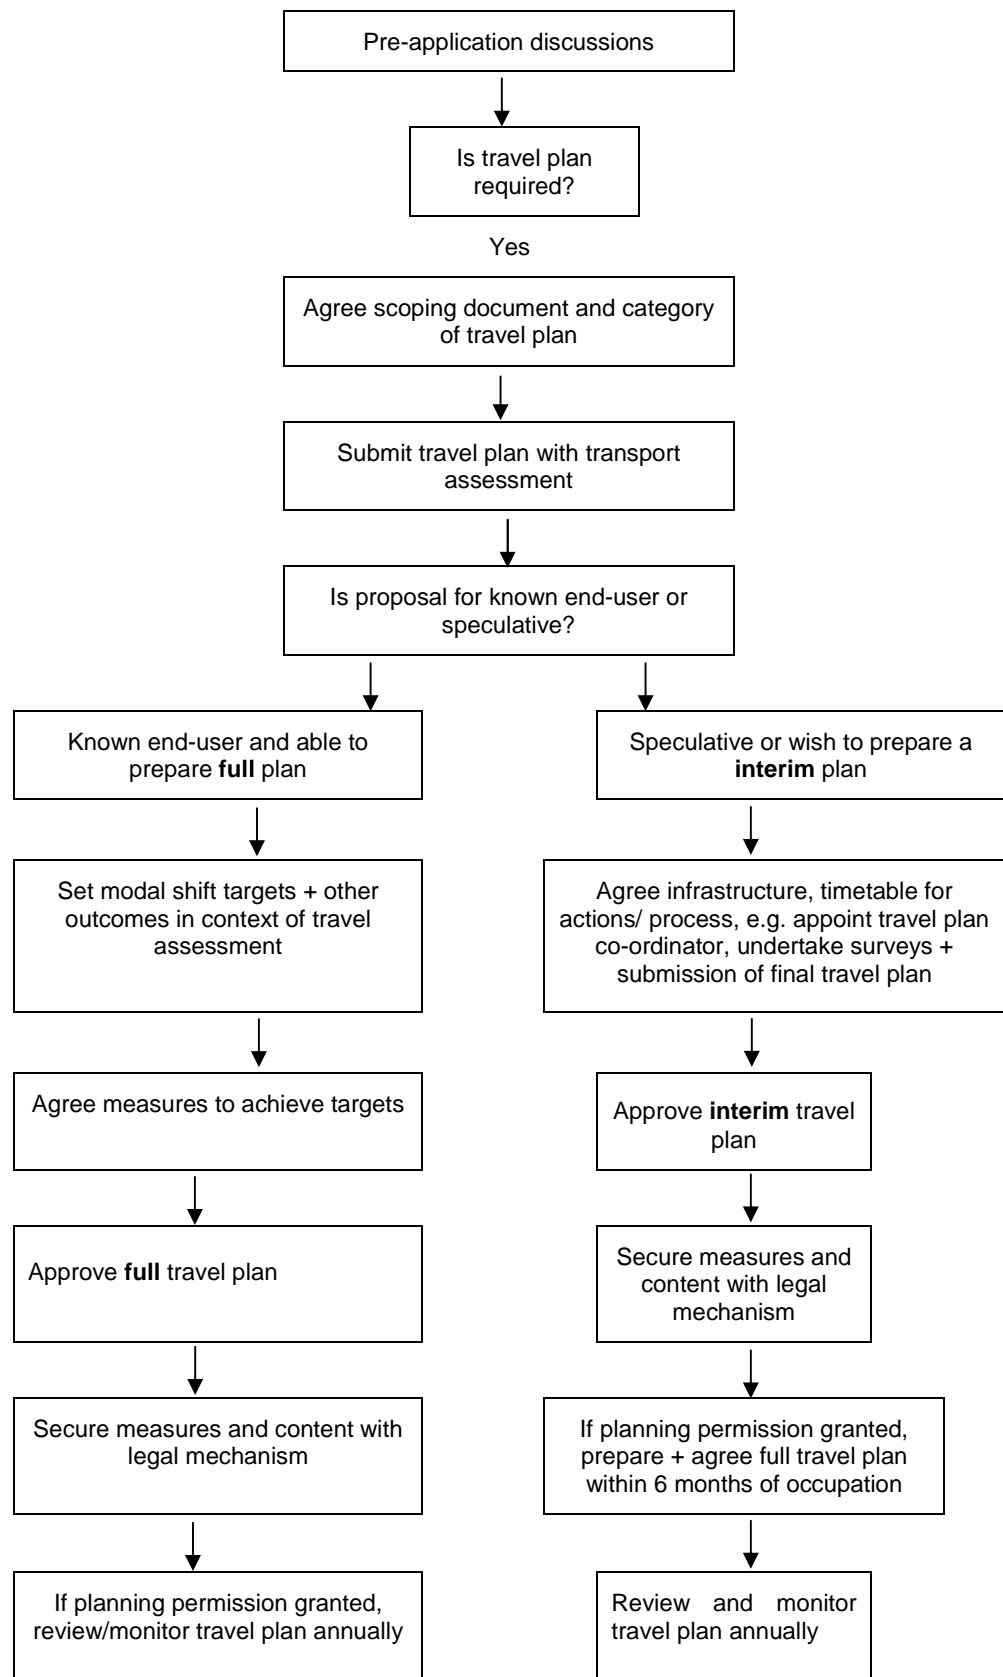 Pre-application discussions
Is travel plan
required?
Yes
Agree scoping document and category
of travel plan
Submit travel plan with transport
assessment
Is proposal for known end-user or
speculative?
Known end-user and able to
prepare full plan
Speculative or wish to prepare a
interim plan
Set modal shift targets + other
outcomes in context of travel
assessment
Agree infrastructure, timetable for
actions/ process, e.g. appoint travel plan
co-ordinator, undertake surveys +
submission of final travel plan
Agree measures to achieve targets
Approve interim travel
plan
Approve full travel plan
Secure measures and
content with legal
mechanism
Secure measures and content with
legal mechanism
If planning permission granted,
prepare + agree full travel plan
within 6 months of occupation
If planning permission granted,
review/monitor travel plan annually
Review and monitor
travel plan annually